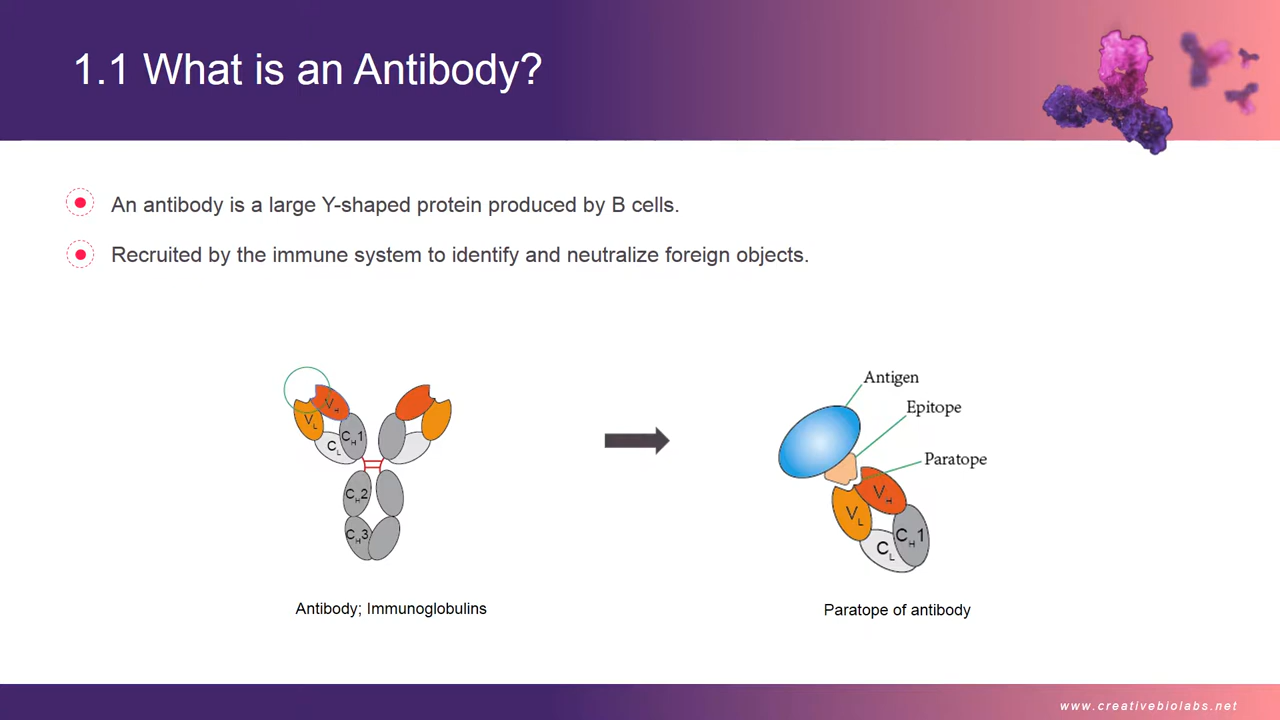 1.1 What is an Antibody?
An antibody is a large Y-shaped protein produced by B cells.
Recruited by the immune system to identify and neutralize foreign objects.
VH
VL
CH1
CL
CH2
CH3
Antibody; Immunoglobulins
Antigen
Epitope
Paratope
VH
VL
CH1
CL
Paratope of antibody
www.creativebiolabs.net